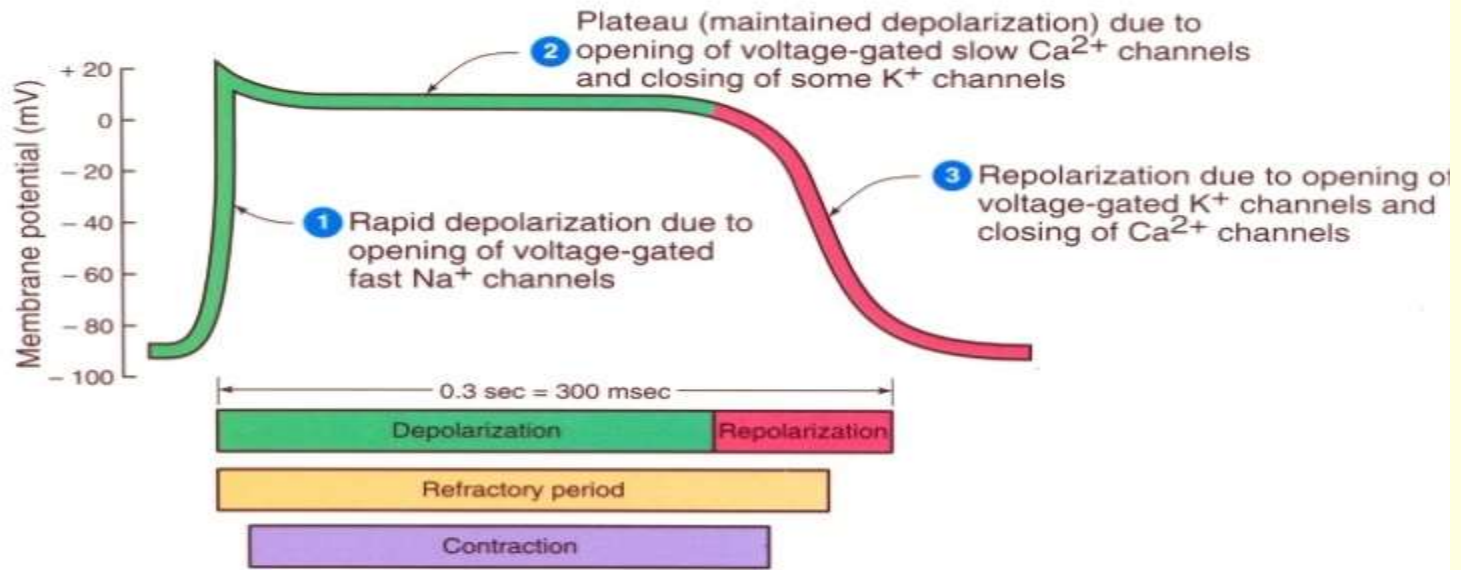 Plateau (maintained depolarization) due to
2 opening of voltage-gated slow Ca2+ channels
and closing of some K+ channels
Membrane potential (mV)
+ 20
0
– 20
– 40
– 60
– 80
– 100
1 Rapid depolarization due to
opening of voltage-gated
fast Na+ channels
3 Repolarization due to opening of
voltage-gated K+ channels and
closing of Ca2+ channels
0.3 sec = 300 msec
Depolarization
Repolarization
Refractory period
Contraction